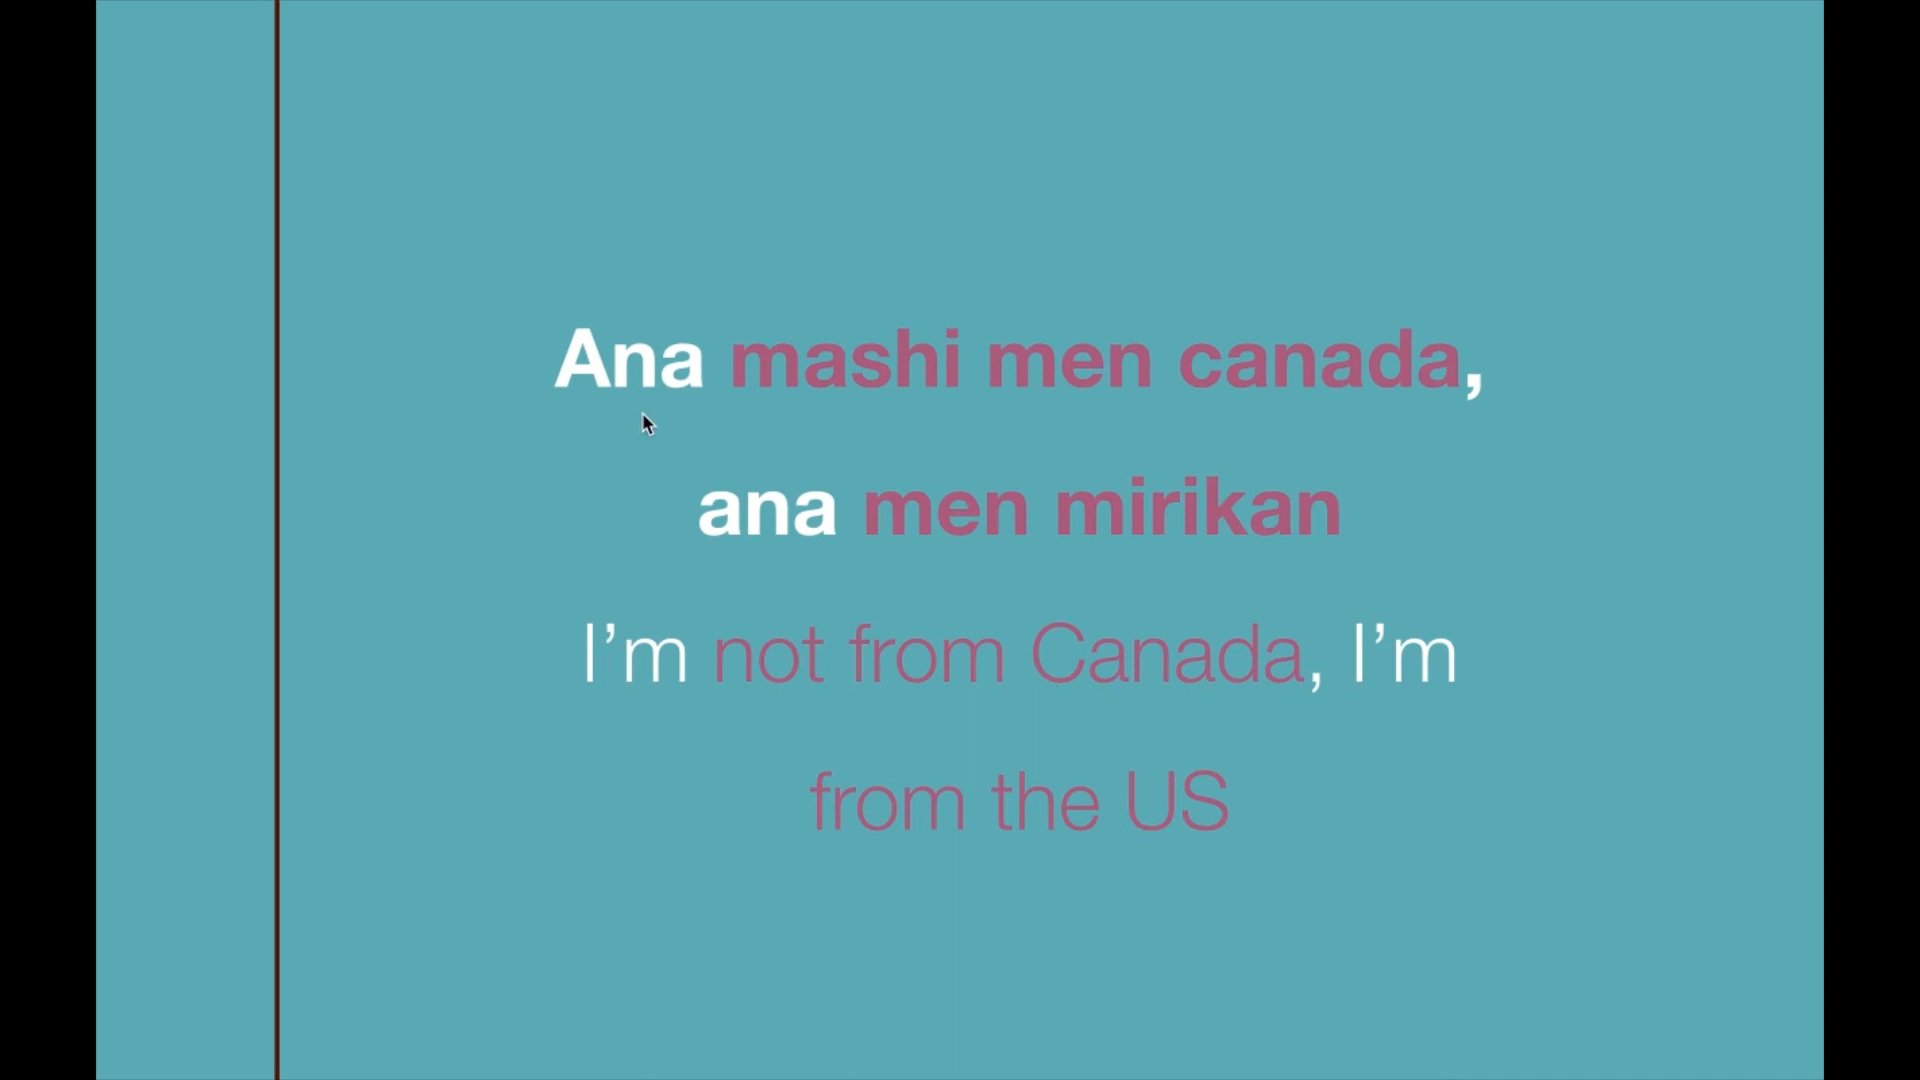 Ana mashi men canada,
ana men mirikan
I’m not from Canada, I’m
from the US